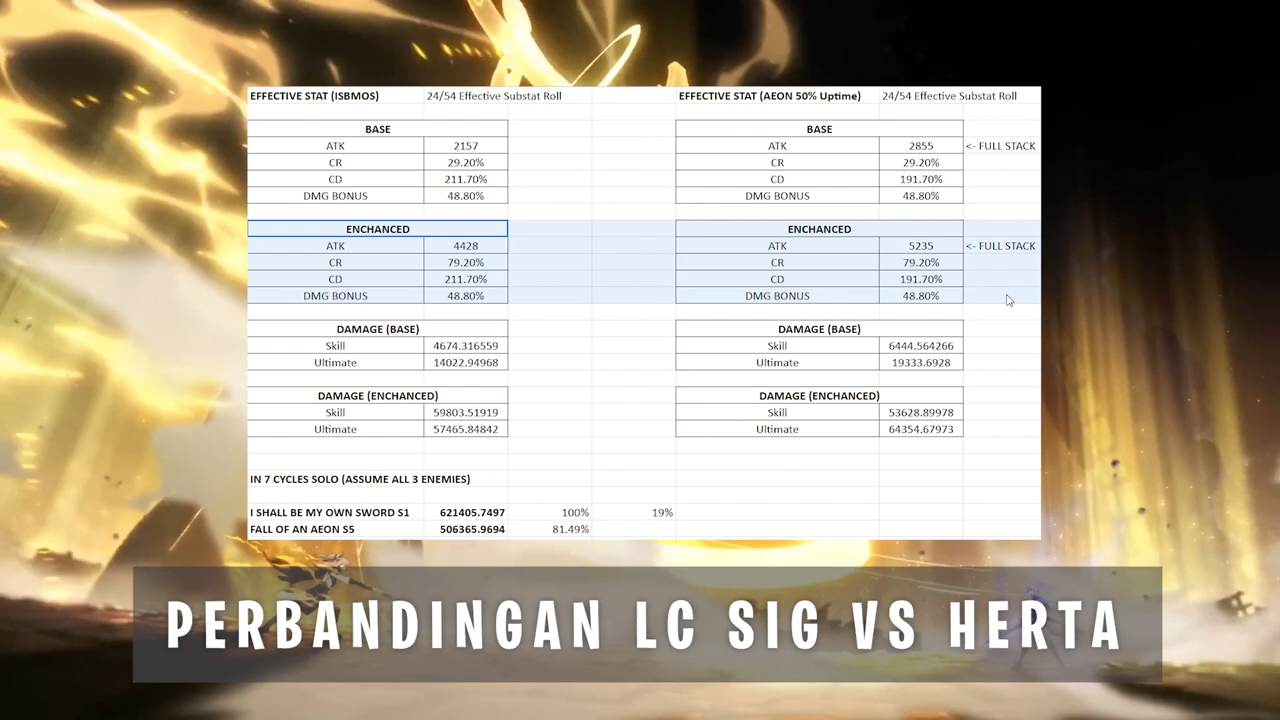 EFFECTIVE STAT (ISBMOS) 24/54 Effective Substat Roll EFFECTIVE STAT (AEON 50% Uptime) 24/54 Effective Substat Roll
BASE BASE
ATK 2157 ATK 2855 <- FULL STACK
CR 29.20% CR 29.20%
CD 211.70% CD 191.70%
DMG BONUS 48.80% DMG BONUS 48.80%
ENCHANCED ENCHANCED
ATK 4428 ATK 5235 <- FULL STACK
CR 79.20% CR 79.20%
CD 211.70% CD 191.70%
DMG BONUS 48.80% DMG BONUS 48.80%
DAMAGE (BASE) DAMAGE (BASE)
Skill 4674.316559 Skill 6444.564266
Ultimate 14022.94968 Ultimate 19333.6928
DAMAGE (ENCHANCED) DAMAGE (ENCHANCED)
Skill 59803.51919 Skill 53628.89978
Ultimate 57465.84842 Ultimate 64354.67973
IN 7 CYCLES SOLO (ASSUME ALL 3 ENEMIES)
I SHALL BE MY OWN SWORD S1 621405.7497 100% 19%
FALL OF AN AEON S5 506365.9694 81.49%
PERBANDINGAN LC SIG VS HERTA